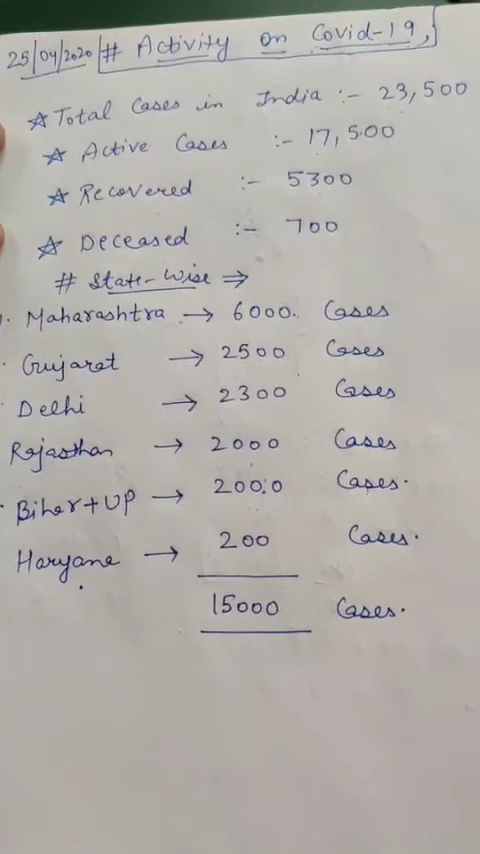 25/04/2020 # Activity on Covid-19,
☆ Total Cases in India :- 23,500
☆ Active Cases :- 17,500
☆ Recovered :- 5300
☆ Deceased :- 700
# State-Wise ⇒
Maharashtra → 6000 Cases
Gujarat → 2500 Cases
Delhi → 2300 Cases
Rajasthan → 2000 Cases
Bihar+UP → 2000 Cases.
Haryana → 200 Cases.
15000 Cases.